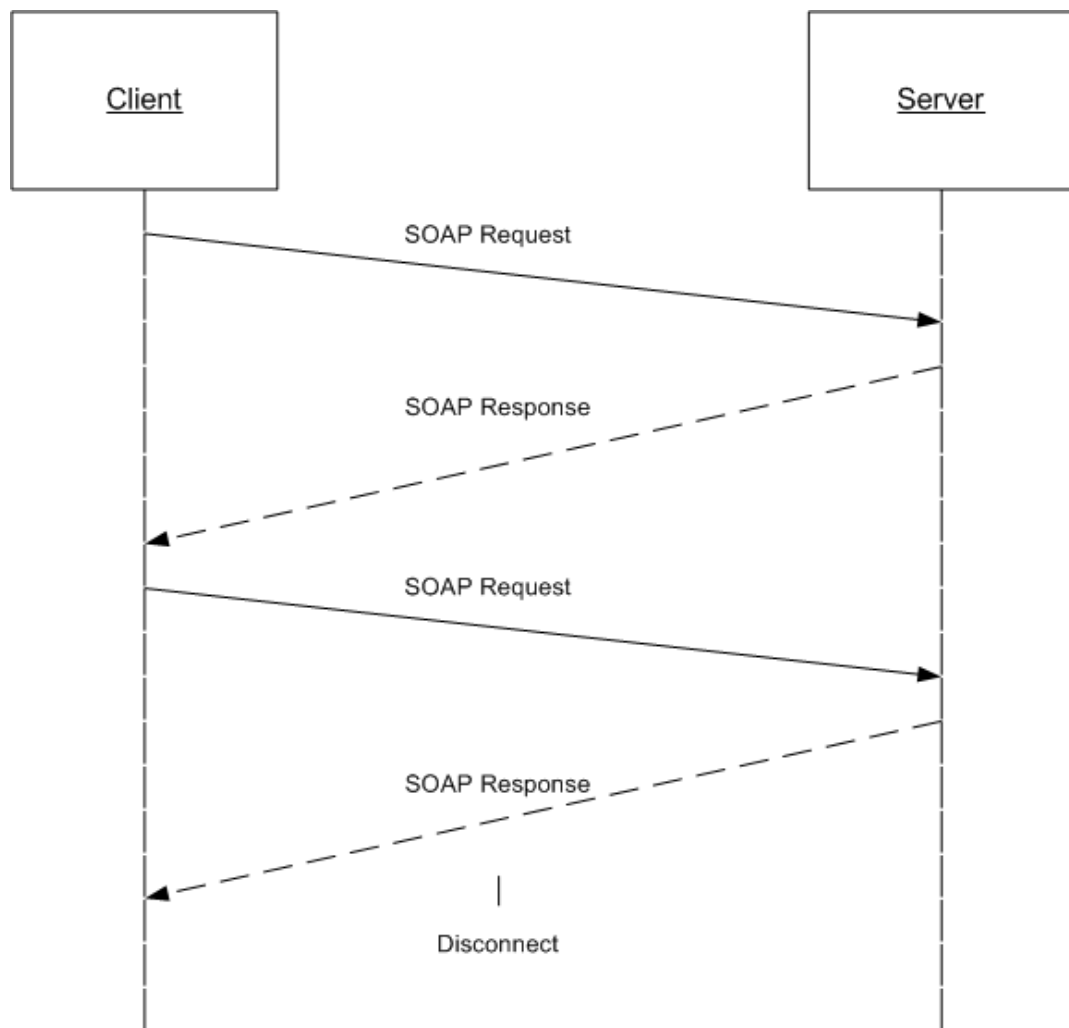 Client
Server
SOAP Request
SOAP Response
SOAP Request
SOAP Response
Disconnect